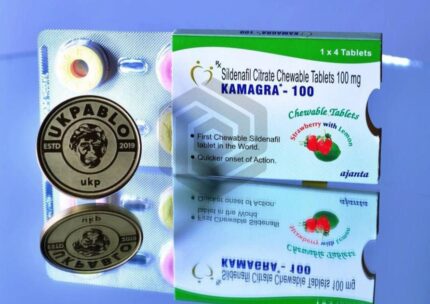 1 x 4 Tablets
Rx Sildenafil Citrate Chewable Tablets 100 mg
KAMAGRA®- 100
Chewable Tablets
Strawberry with Lemon
• First Chewable Sildenafil
tablet in the World.
• Quicker onset of Action.
ajanta
UKPABLO
ESTD 2019
ukp